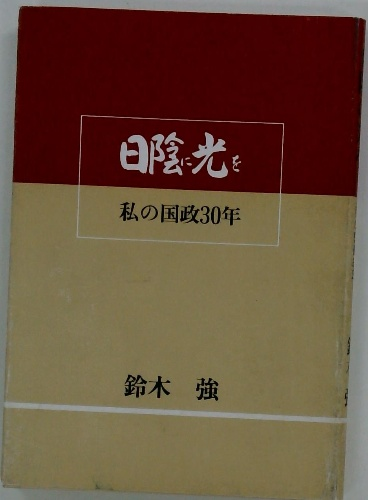 日陰に光を
私の国政30年
鈴木 強